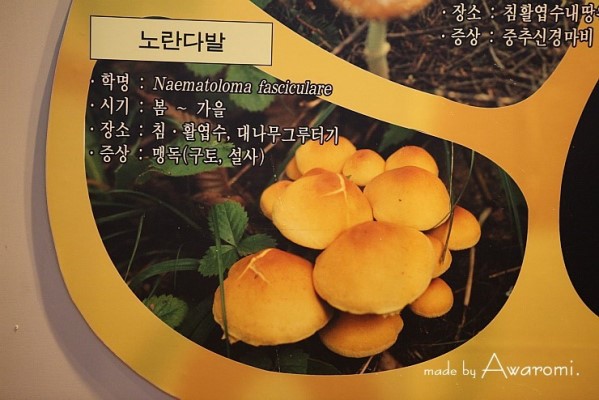 · 장소 : 침활엽수내땅
· 증상 : 중추신경마비
노란다발
· 학명 : Naematoloma fasciculare
· 시기 : 봄 ~ 가을
· 장소 : 침 · 활엽수, 대나무그루터기
· 증상 : 맹독(구토, 설사)
made by Awaromi.